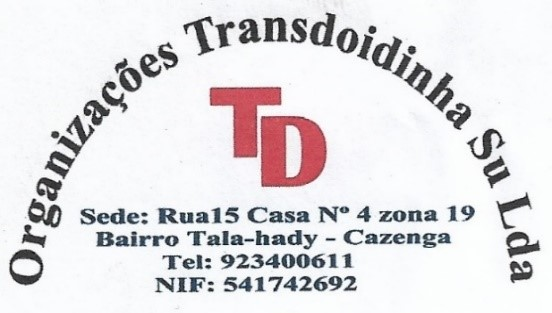 Organizações Transdoidinha Su Lda
TD
Sede: Rua15 Casa Nº 4 zona 19
Bairro Tala-hady - Cazenga
Tel: 923400611
NIF: 541742692